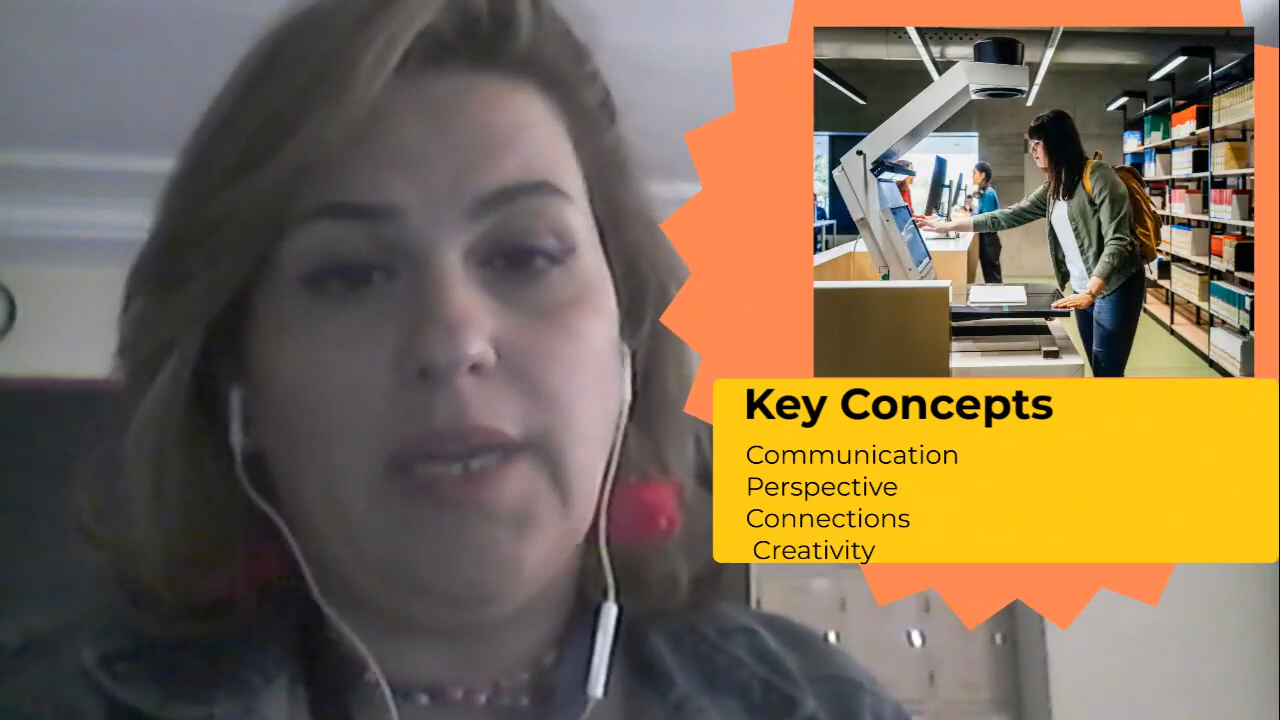 Key Concepts
Communication
Perspective
Connections
Creativity